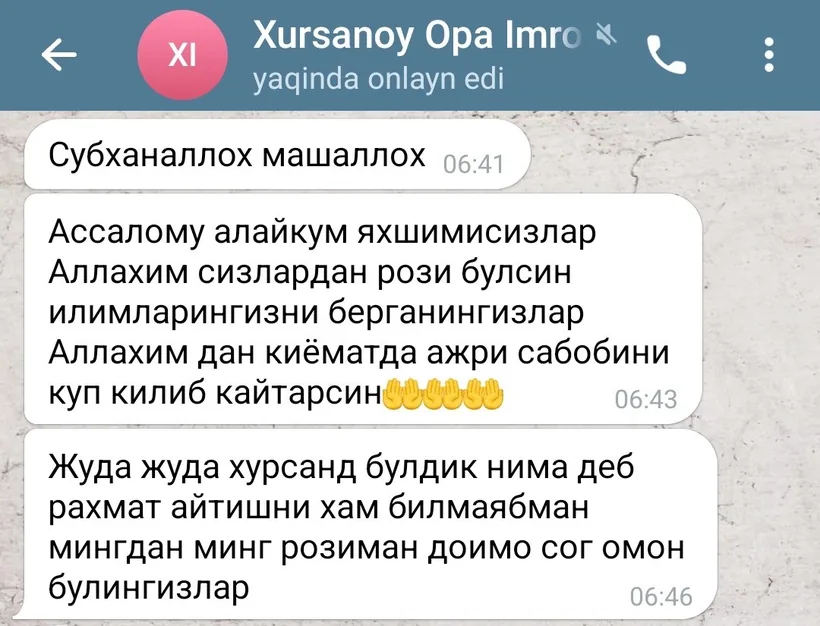 XI
Xursanoy Opa Imro
yaqinda onlayn edi
Субханаллох машаллох 06:41
Ассалому алайкум яхшимисизлар
Аллахим сизлардан рози булсин
илимларингизни берганингизлар
Аллахим дан киёматда ажри сабобини
куп килиб кайтарсин🤲🤲🤲 06:43
Жуда жуда хурсанд булдик нима деб
рахмат айтишни хам билмаябман
мингдан минг розиман доимо сог омон
булингизлар 06:46